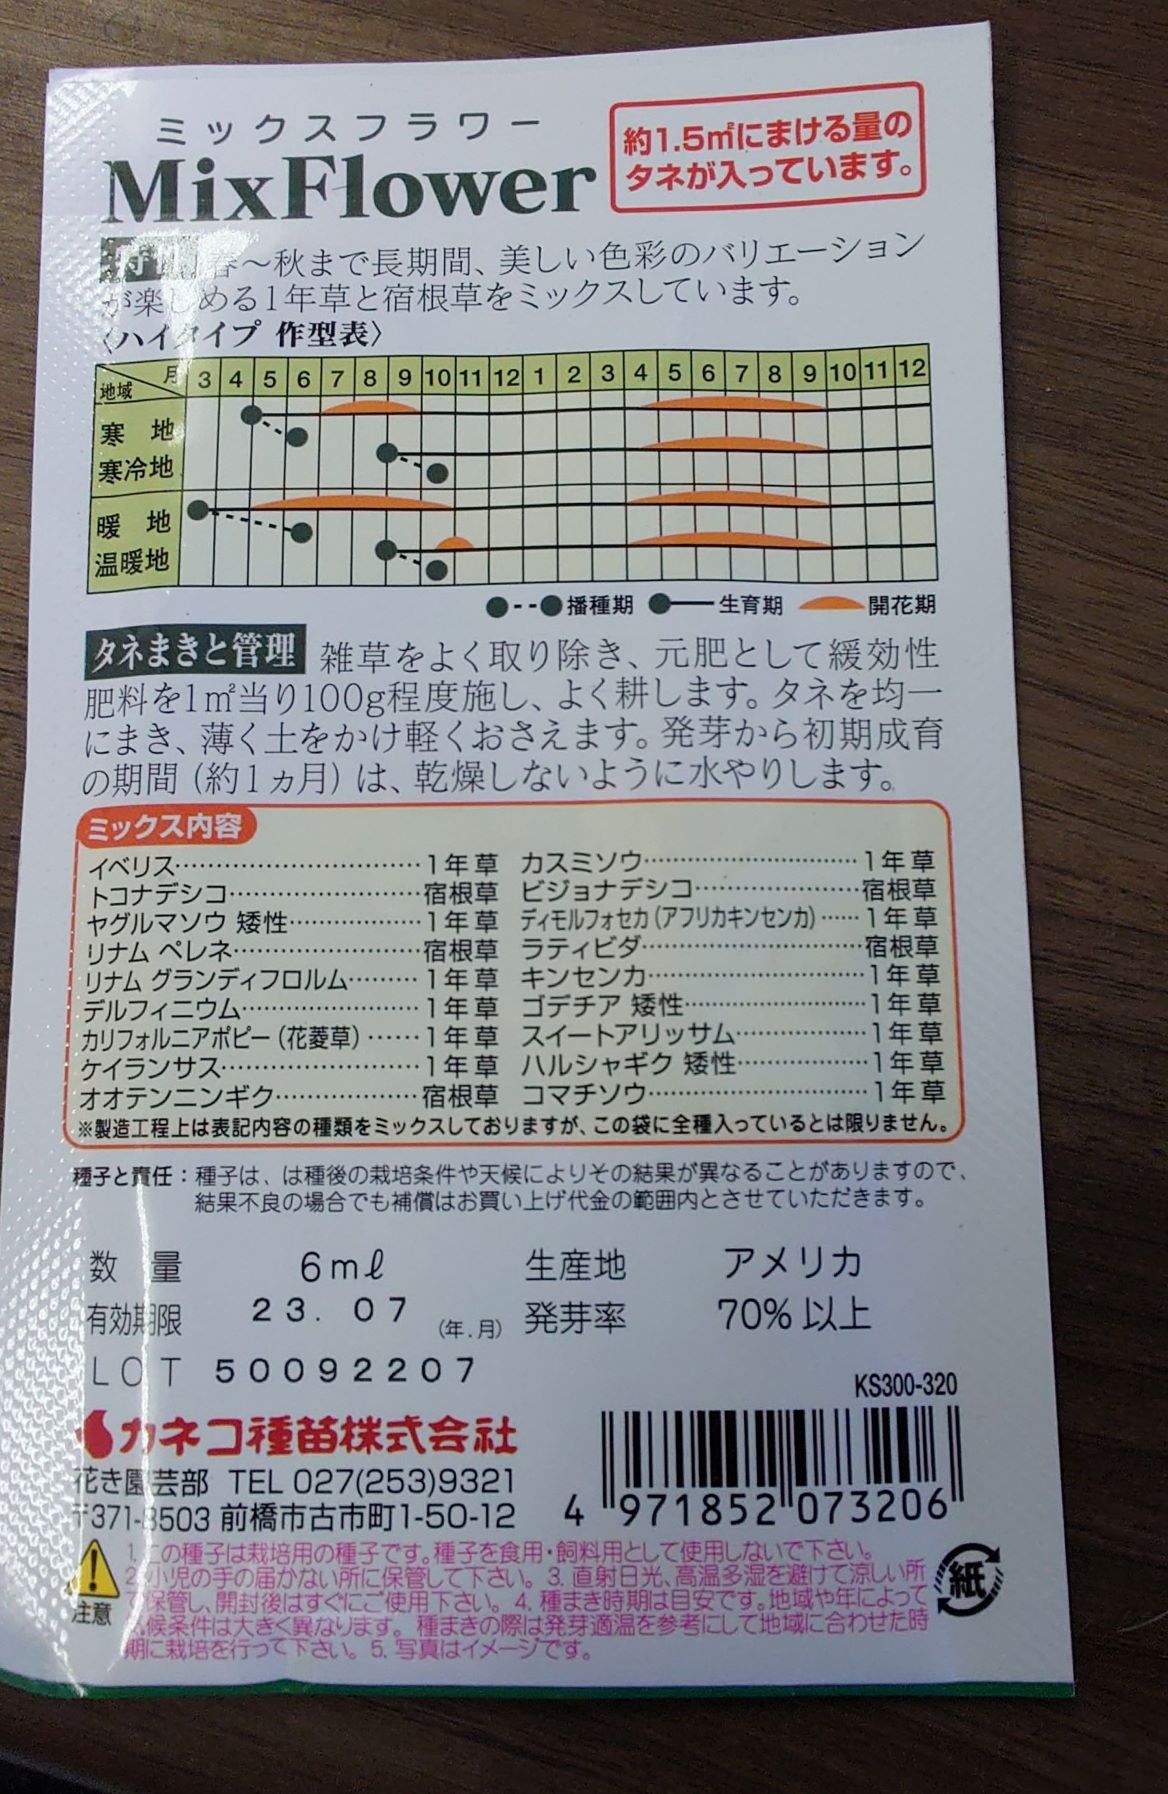 ミックスフラワー
MixFlower
約1.5㎡にまける量の
タネが入っています。
春〜秋まで長期間、美しい色彩のバリエーション
が楽しめる1年草と宿根草をミックスしています。
〈ハイタイプ 作型表〉
地域 月 3 4 5 6 7 8 9 10 11 12 1 2 3 4 5 6 7 8 9 10 11 12
寒地
寒冷地
暖地
温暖地
播種期 生育期 開花期
タネまきと管理 雑草をよく取り除き、元肥として緩効性
肥料を1㎡当り100g程度施し、よく耕します。タネを均一
にまき、薄く土をかけ軽くおさえます。発芽から初期成育
の期間（約1ヵ月）は、乾燥しないように水やりします。
ミックス内容
イベリス……………………1年草 カスミソウ…………………1年草
トコナデシコ………………宿根草 ビジョナデシコ……………宿根草
ヤグルマソウ 矮性…………1年草 ディモルフォセカ（アフリカキンセンカ）……1年草
リナム ペレネ………………宿根草 ラティビダ…………………宿根草
リナム グランディフロルム………1年草 キンセンカ…………………1年草
デルフィニウム……………1年草 ゴデチア 矮性………………1年草
カリフォルニアポピー（花菱草）……1年草 スイートアリッサム…………1年草
ケイランサス………………1年草 ハルシャギク 矮性…………1年草
オオテンニンギク…………宿根草 コマチソウ…………………1年草
※製造工程上は表記内容の種類をミックスしておりますが、この袋に全種入っているとは限りません。
種子と責任：種子は、は種後の栽培条件や天候によりその結果が異なることがありますので、
結果不良の場合でも補償はお買い上げ代金の範囲内とさせていただきます。
数量 6mℓ 生産地 アメリカ
有効期限 23. 07 （年.月） 発芽率 70%以上
LOT 50092207
KS300-320
カネコ種苗株式会社
花き園芸部 TEL 027(253)9321
〒371-8503 前橋市古市町1-50-12
4 971852 073206
注意
1. この種子は栽培用の種子です。種子を食用・飼料用として使用しないで下さい。
2. 小児の手の届かない所に保管して下さい。3. 直射日光、高温多湿を避けて涼しい所
で保管し、開封後はすぐにご使用下さい。4. 種まき時期は目安です。地域や年によって
気候条件は大きく異なります。種まきの際は発芽適温を参考にして地域に合わせた時
期に栽培を行って下さい。5. 写真はイメージです。
紙